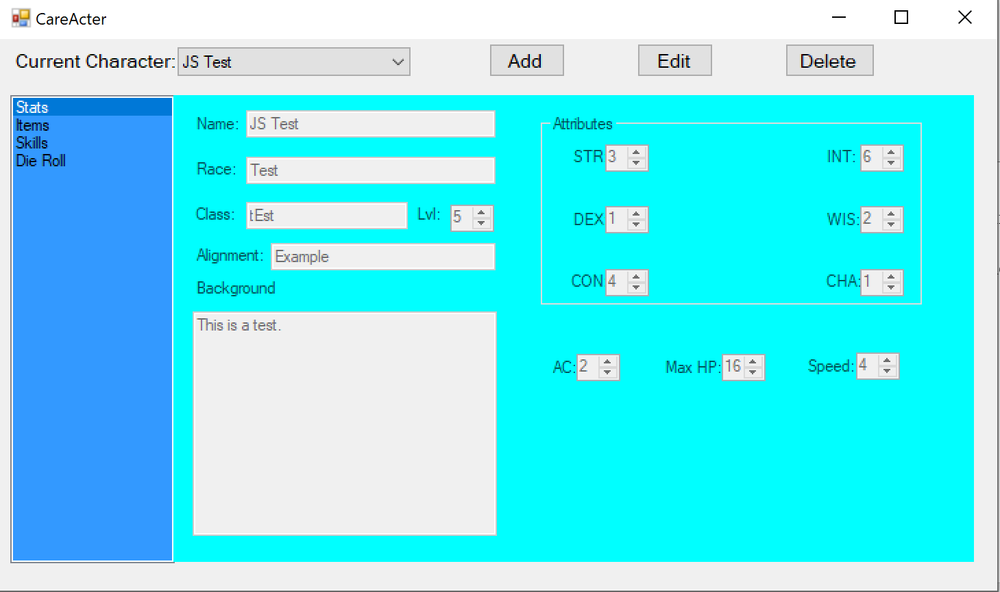 CareActer
Current Character: JS Test Add Edit Delete
Stats
Items
Skills
Die Roll
Name: JS Test
Race: Test
Class: tEst Lvl: 5
Alignment: Example
Background
This is a test.
Attributes
STR 3 INT: 6
DEX 1 WIS: 2
CON 4 CHA: 1
AC: 2 Max HP: 16 Speed: 4